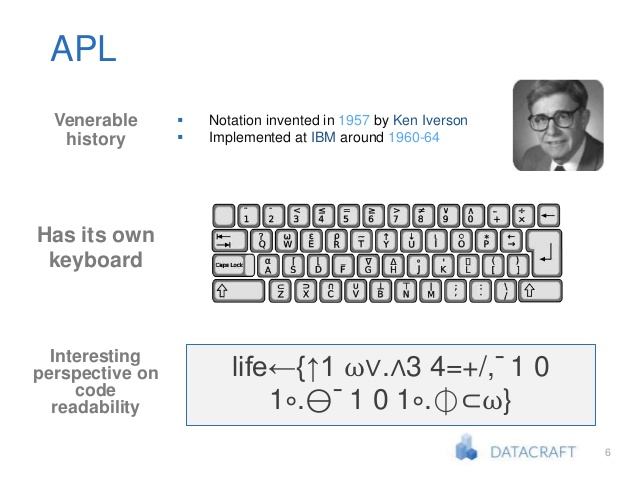 APL
Venerable
history
▪ Notation invented in 1957 by Ken Iverson
▪ Implemented at IBM around 1960-64
Has its own
keyboard
¨ ¯ < ≤ = ≥ > ≠ ∨ ∧ ÷
1 2 3 4 5 6 7 8 9 0 + ×
? ω ε ρ ~ ↑ ↓ ι ○ * ← →
Q W E R T Y U I O P
Caps Lock
α ⌈ ⌊ _ ∇ ∆ ∘ ' ⎕ ( )
A S D F G H J K L [ ]
⊂ ⊃ ∩ ∪ ⊥ ⊤ | ; : \
Z X C V B N M , . /
Interesting
perspective on
code
readability
life←{↑1 ω∨.∧3 4=+/,¯1 0
1∘.⊖¯1 0 1∘.⌽⊂ω}
DATACRAFT
6